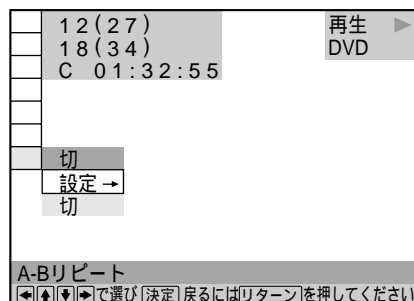 12(27)
18(34)
C 01:32:55
再生 ▶
DVD
切
設定 →
切
A-Bリピート
←↑↓→で選び 決定 戻るにはリターンを押してください